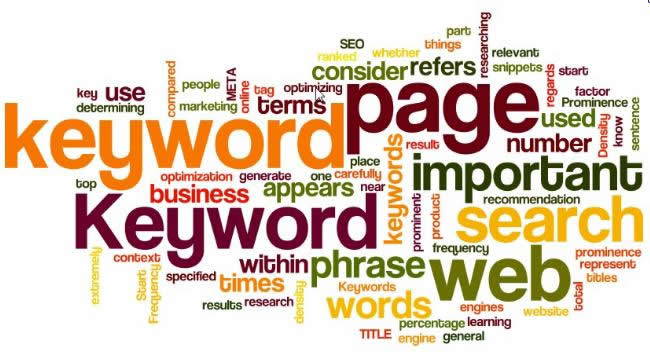 part
SEO
whether
things
researching
ranked
consider
refers
relevant
snippets
regards
start
key
use
compared
people
META
online
tag
optimizing
page
factor
determining
marketing
terms
Prominence
used
Density
know
sentence
keyword
keywords
result
number
place
top
optimization
generate
one
carefully
important
business
appears
near
recommendation
Keyword
prominent
product
search
extremely
context
Start
Frequency
within
phrase
frequency
web
prominence
represent
titles
specified
times
density
Keywords
words
results
research
engines
website
total
TITLE
percentage
learning
engine
general